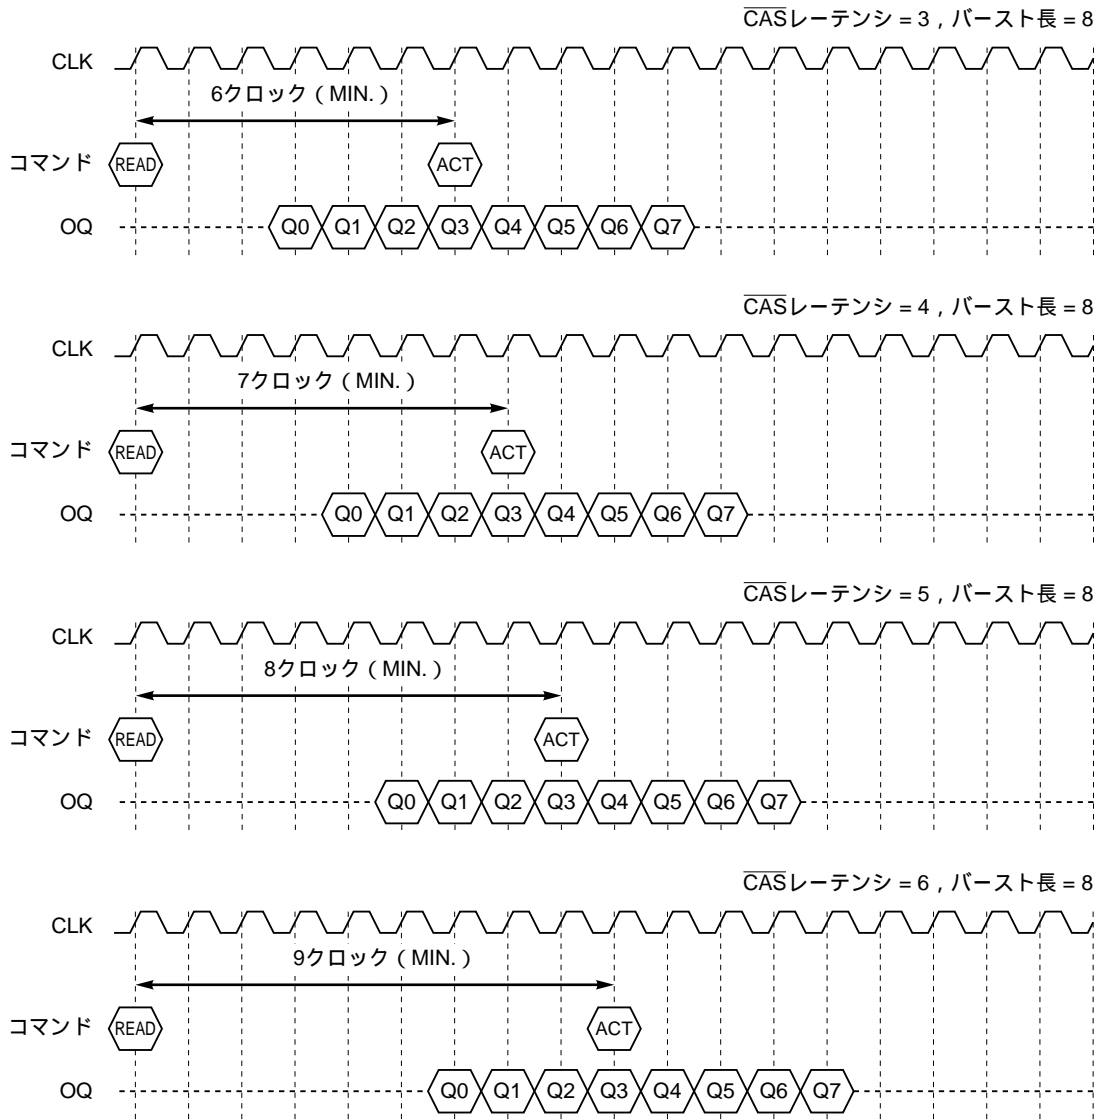 CASレーテンシ = 3 , バースト長 = 8
CLK
6クロック ( MIN. )
コマンド READ ACT
OQ Q0 Q1 Q2 Q3 Q4 Q5 Q6 Q7
CASレーテンシ = 4 , バースト長 = 8
CLK
7クロック ( MIN. )
コマンド READ ACT
OQ Q0 Q1 Q2 Q3 Q4 Q5 Q6 Q7
CASレーテンシ = 5 , バースト長 = 8
CLK
8クロック ( MIN. )
コマンド READ ACT
OQ Q0 Q1 Q2 Q3 Q4 Q5 Q6 Q7
CASレーテンシ = 6 , バースト長 = 8
CLK
9クロック ( MIN. )
コマンド READ ACT
OQ Q0 Q1 Q2 Q3 Q4 Q5 Q6 Q7